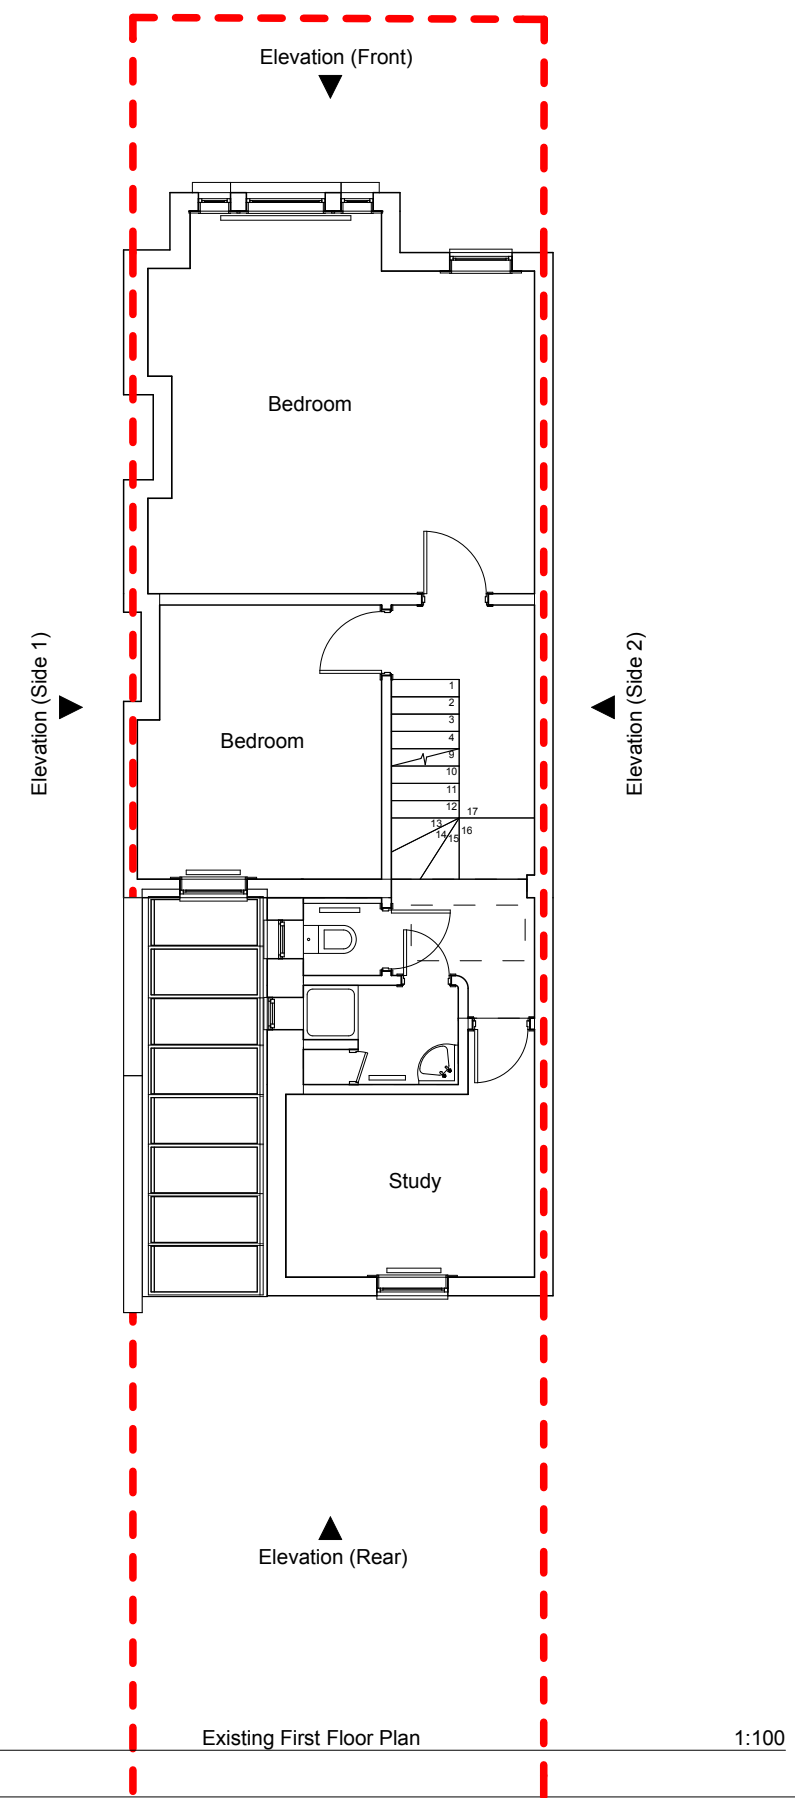 Elevation (Front)
Bedroom
Elevation (Side 1)
Elevation (Side 2)
1
2
3
4
9
10
11
12
17
13
16
14
15
Bedroom
Study
Elevation (Rear)
Existing First Floor Plan 1:100